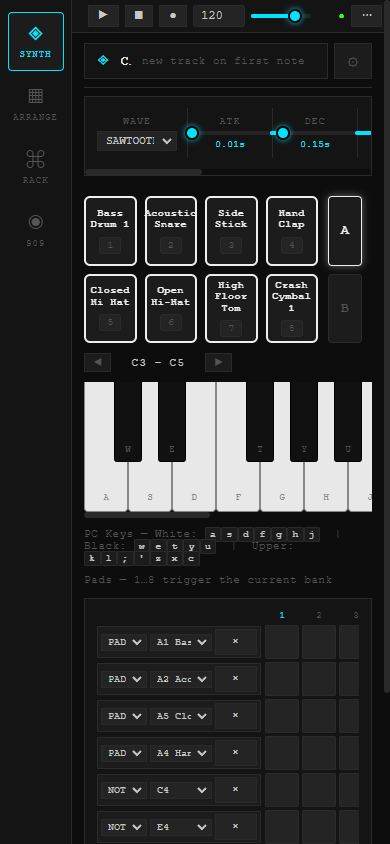 120
SYNTH
ARRANGE
RACK
909
C. new track on first note
WAVE ATK DEC
SAWTOOT
0.01s 0.15s
Bass Drum 1
1
Acoustic Snare
2
Side Stick
3
Hand Clap
4
A
Closed Hi Hat
5
Open Hi-Hat
6
High Floor Tom
7
Crash Cymbal 1
8
B
◀ C3 — C5 ▶
W E T Y U
A S D F G H J
PC Keys — White: a s d f g h j |
Black: w e t y u | Upper:
k l ; ' z x c
Pads — 1…8 trigger the current bank
1 2 3
PAD A1 Bas ×
PAD A2 Acc ×
PAD A5 Clc ×
PAD A4 Har ×
NOT C4 ×
NOT E4 ×